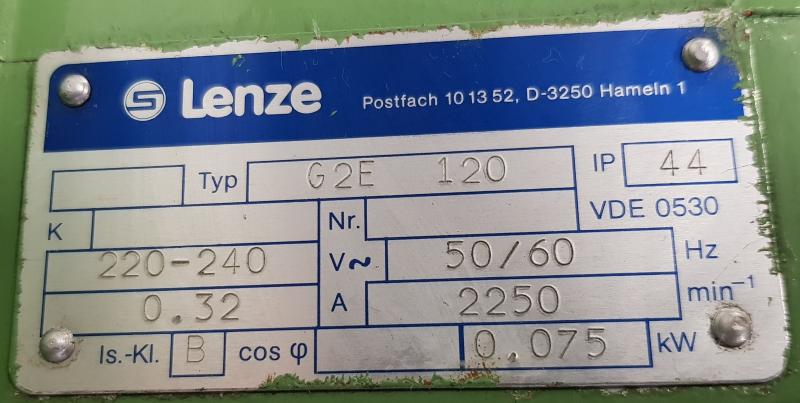 Lenze Postfach 10 13 52, D-3250 Hameln 1
Typ G2E 120 IP 44
K Nr. VDE 0530
220-240 V~ 50/60 Hz
0.32 A 2250 min⁻¹
Is.-Kl. B cos φ 0.075 kW